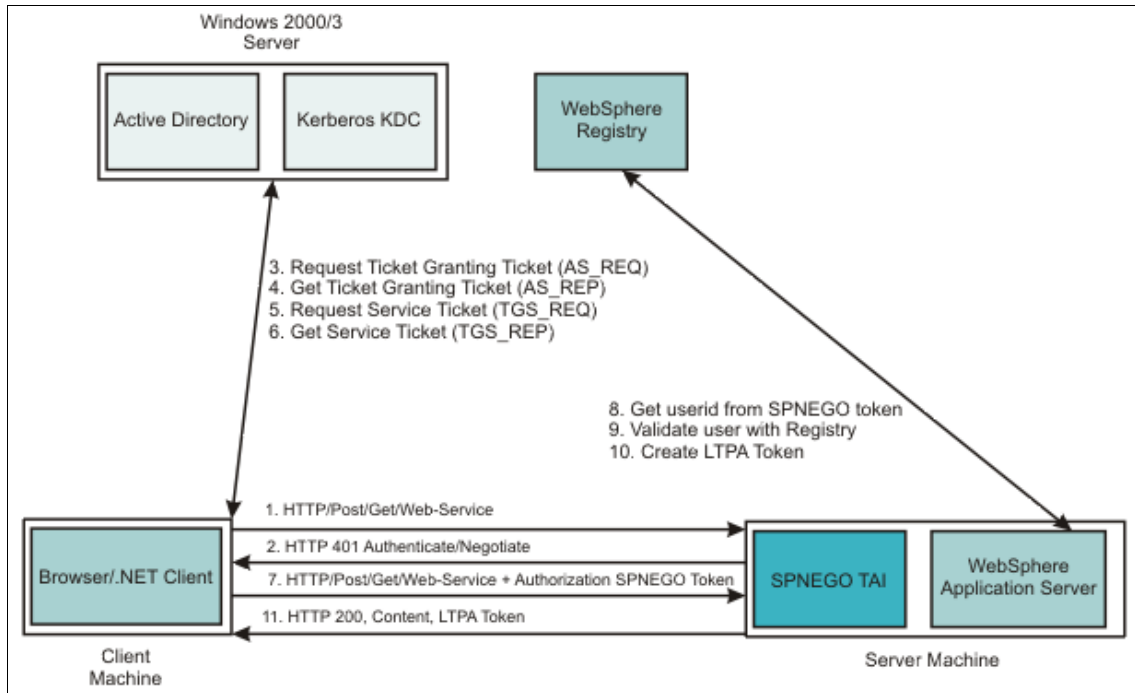 Windows 2000/3
Server
Active Directory
Kerberos KDC
WebSphere
Registry
3. Request Ticket Granting Ticket (AS_REQ)
4. Get Ticket Granting Ticket (AS_REP)
5. Request Service Ticket (TGS_REQ)
6. Get Service Ticket (TGS_REP)
8. Get userid from SPNEGO token
9. Validate user with Registry
10. Create LTPA Token
1. HTTP/Post/Get/Web-Service
2. HTTP 401 Authenticate/Negotiate
7. HTTP/Post/Get/Web-Service + Authorization SPNEGO Token
11. HTTP 200, Content, LTPA Token
Browser/.NET Client
SPNEGO TAI
WebSphere
Application Server
Client
Machine
Server Machine